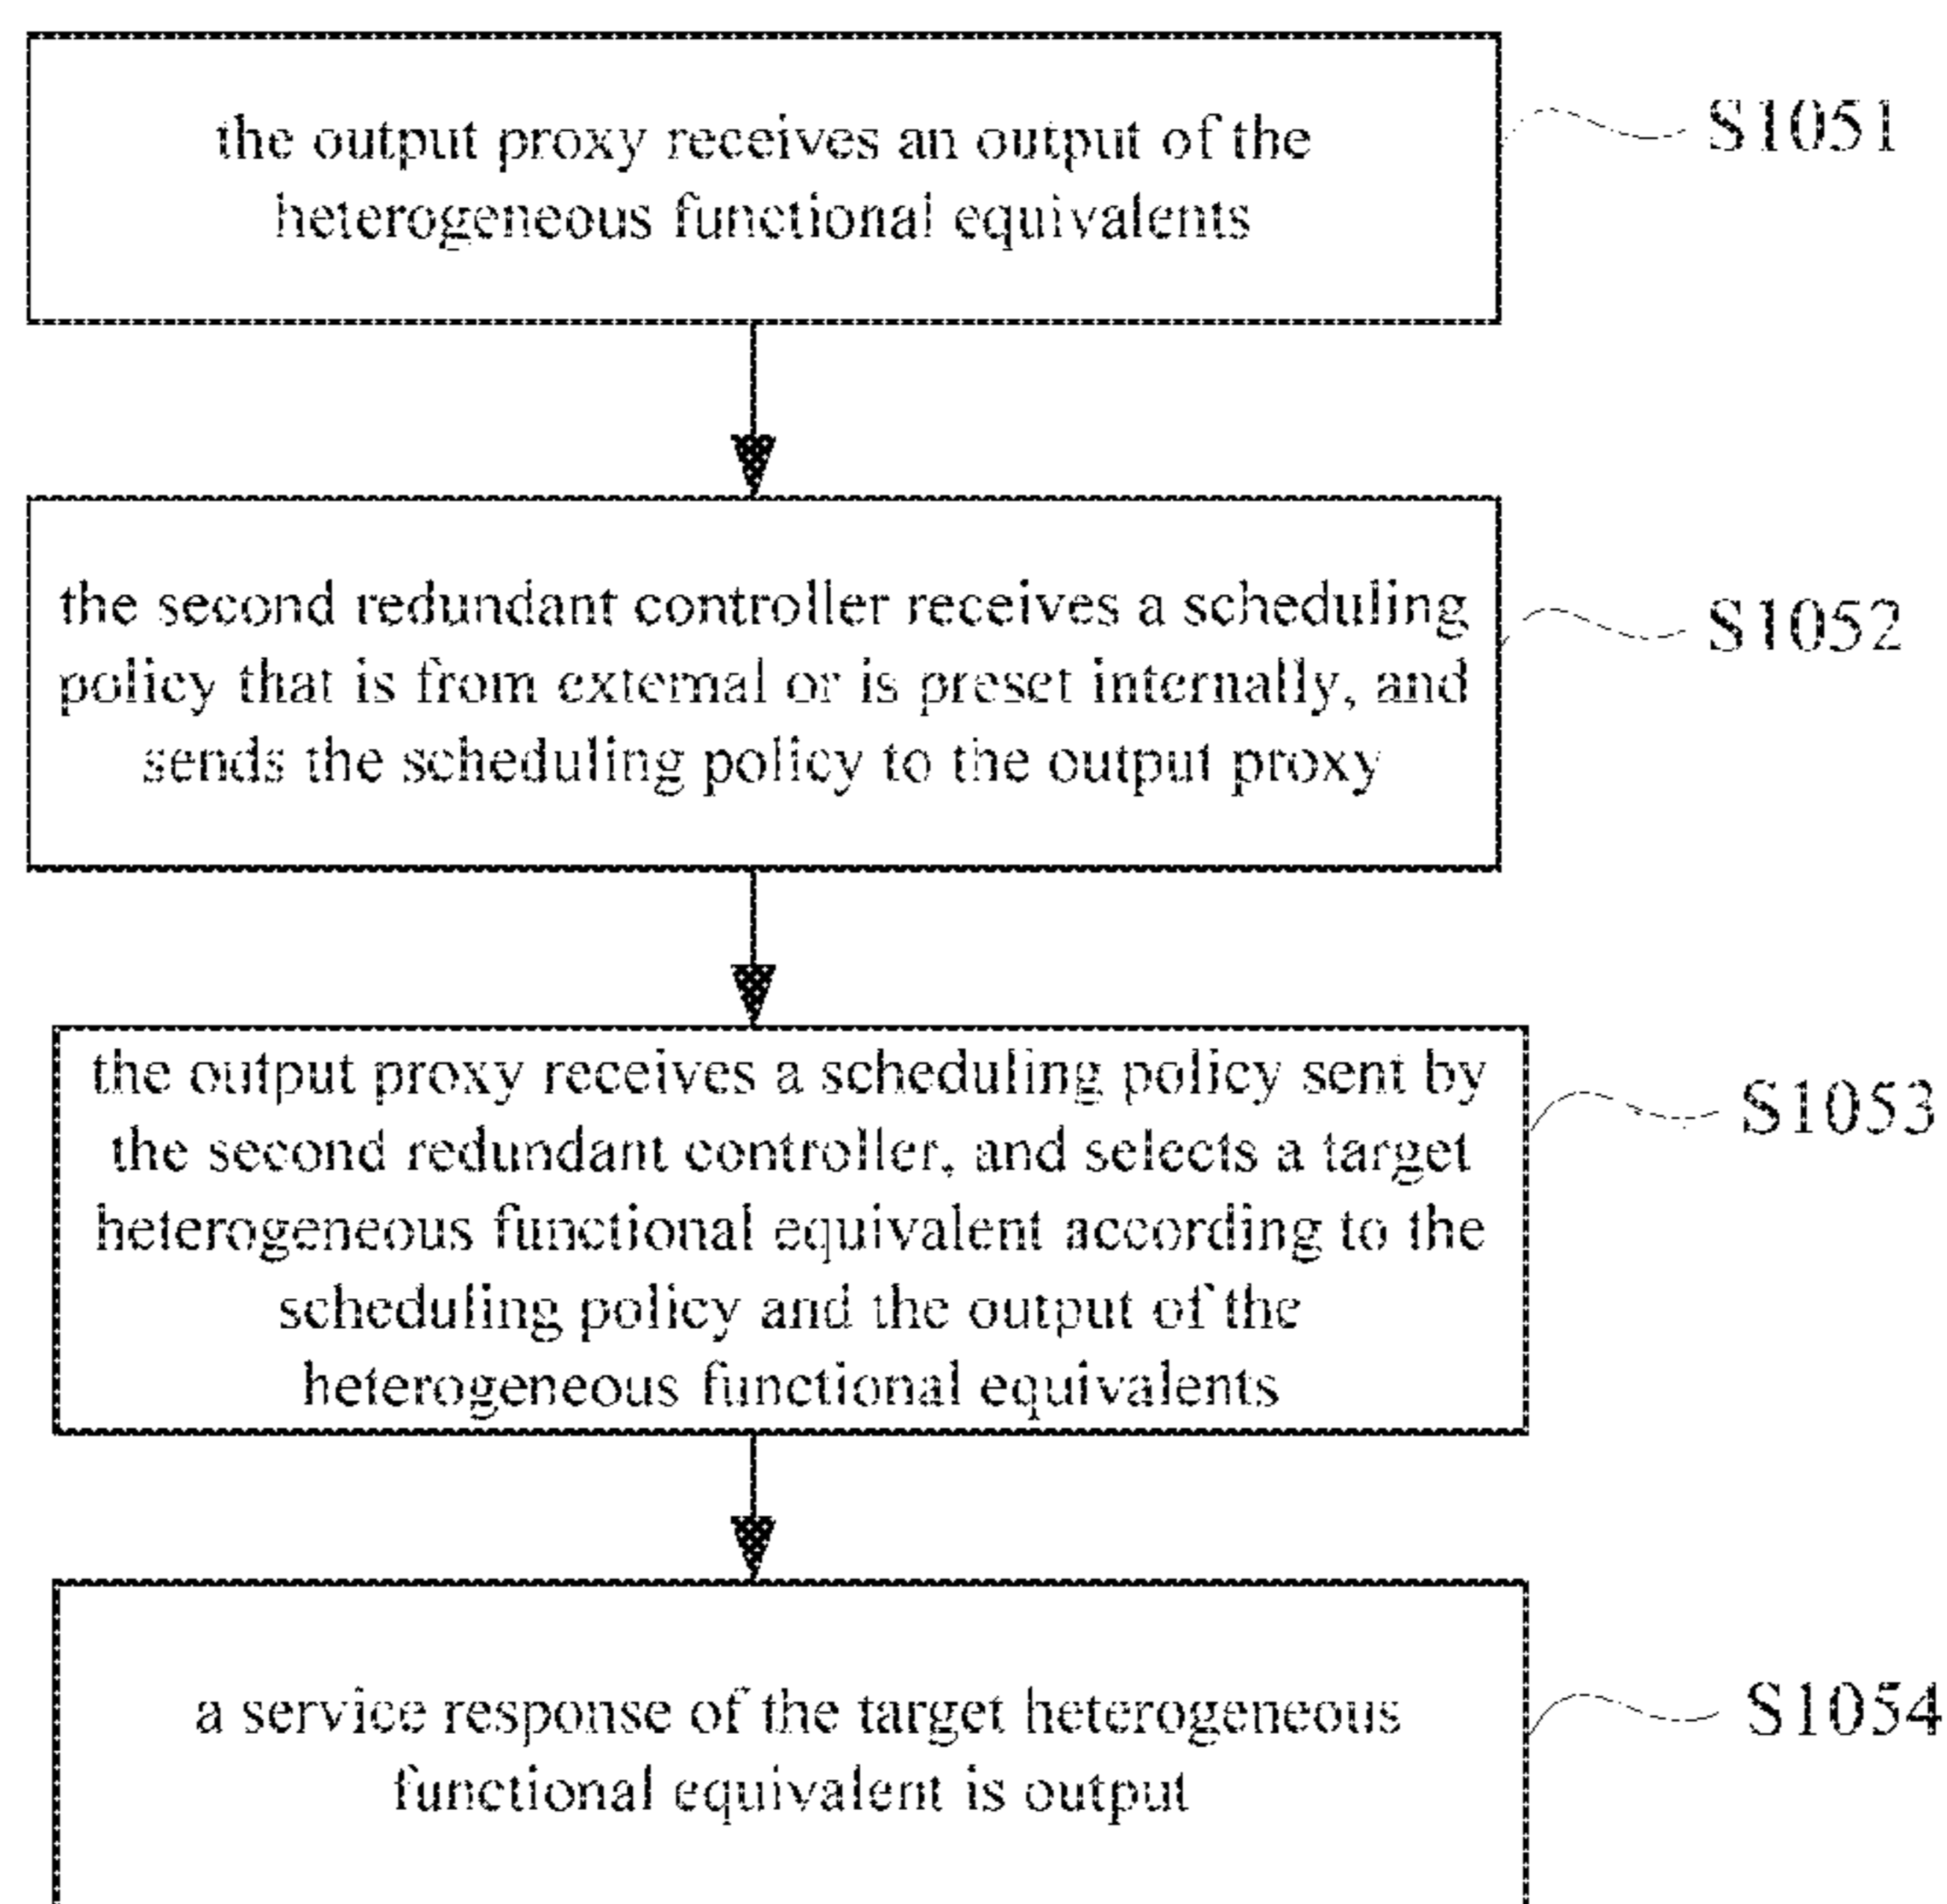 the output proxy receives an output of the
heterogeneous functional equivalents
S1051
the second redundant controller receives a scheduling
policy that is from external or is preset internally, and
sends the scheduling policy to the output proxy
S1052
the output proxy receives a scheduling policy sent by
the second redundant controller, and selects a target
heterogeneous functional equivalent according to the
scheduling policy and the output of the
heterogeneous functional equivalents
S1053
a service response of the target heterogeneous
functional equivalent is output
S1054